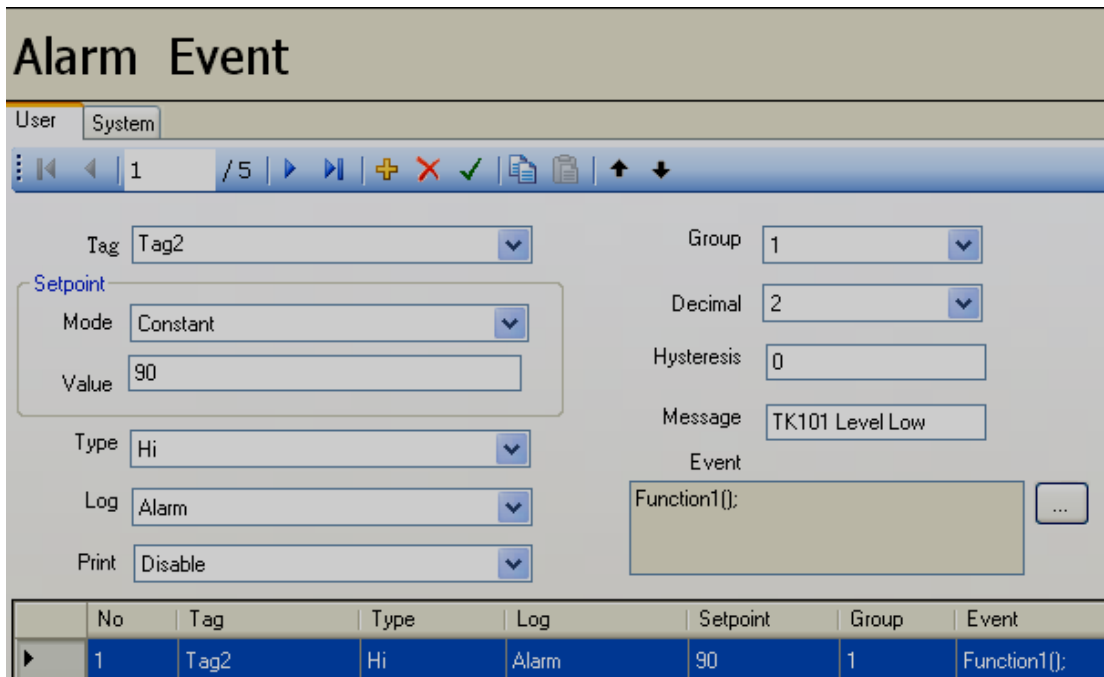 Alarm Event
User System
1 /5
Tag Tag2 Group 1
Setpoint
Mode Constant Decimal 2
Value 90 Hysteresis 0
Type Hi Message TK101 Level Low
Event
Log Alarm Function1(); ...
Print Disable
No Tag Type Log Setpoint Group Event
1 Tag2 Hi Alarm 90 1 Function1();